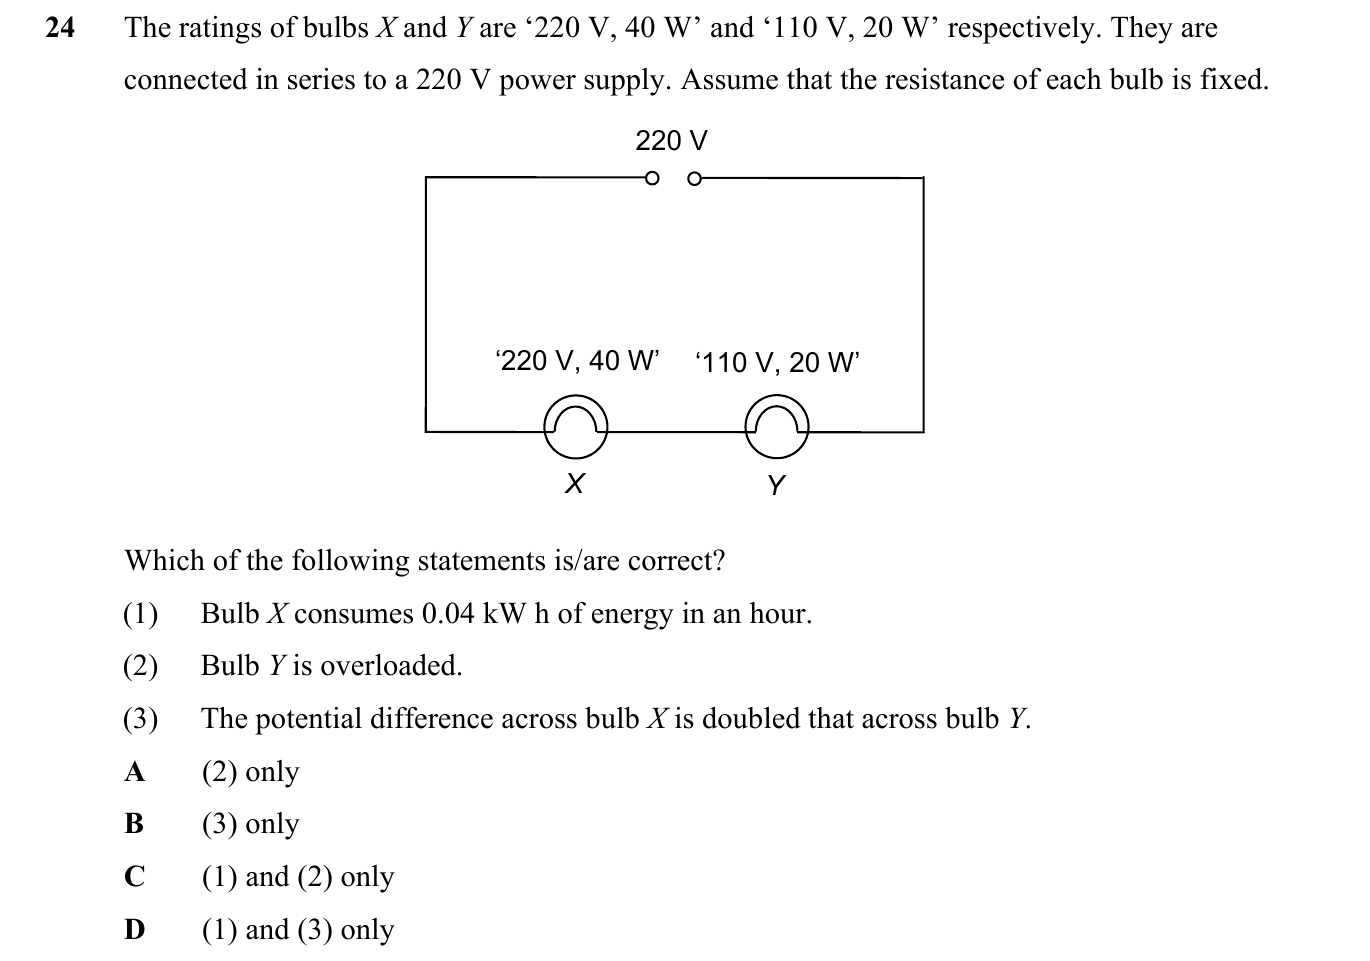 24 The ratings of bulbs X and Y are ‘220 V, 40 W’ and ‘110 V, 20 W’ respectively. They are
connected in series to a 220 V power supply. Assume that the resistance of each bulb is fixed.
220 V
‘220 V, 40 W’ ‘110 V, 20 W’
X Y
Which of the following statements is/are correct?
(1) Bulb X consumes 0.04 kW h of energy in an hour.
(2) Bulb Y is overloaded.
(3) The potential difference across bulb X is doubled that across bulb Y.
A (2) only
B (3) only
C (1) and (2) only
D (1) and (3) only